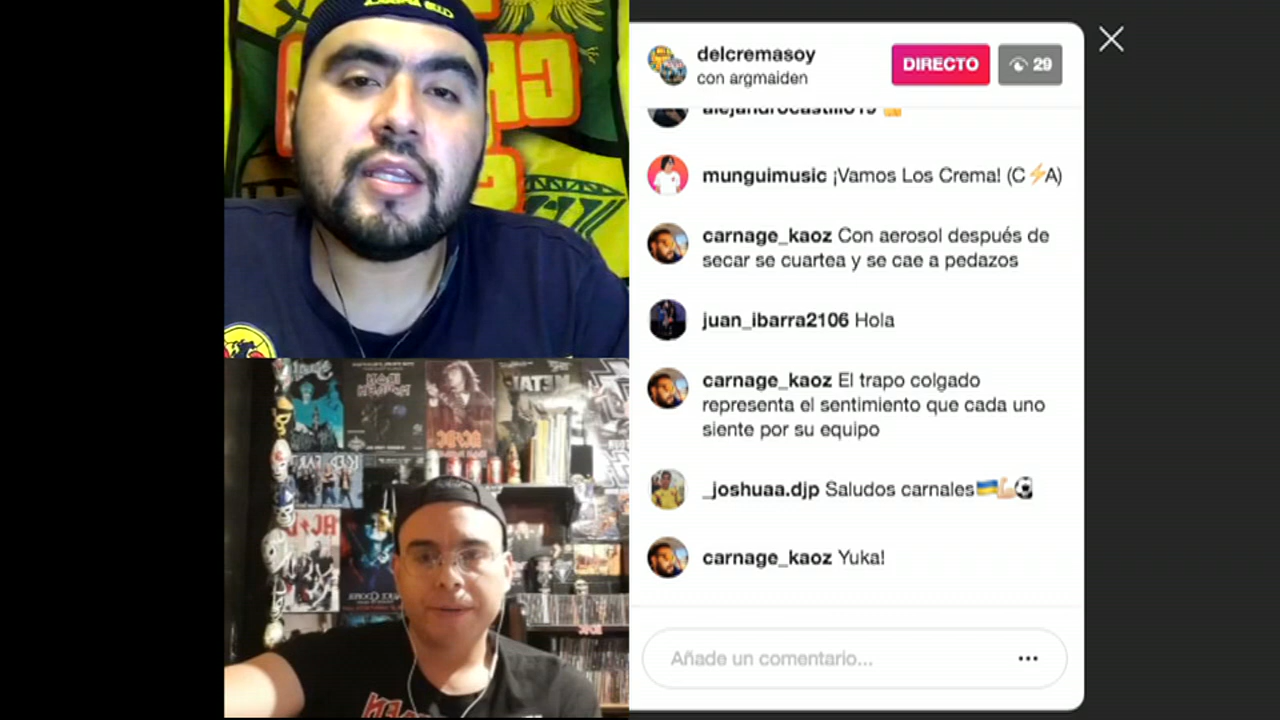 delcremasoy
con argmaiden
DIRECTO
29
alejandrocastillo19
munguimusic ¡Vamos Los Crema! (C⚡A)
carnage_kaoz Con aerosol después de
secar se cuartea y se cae a pedazos
juan_ibarra2106 Hola
carnage_kaoz El trapo colgado
representa el sentimiento que cada uno
siente por su equipo
_joshuaa.djp Saludos carnales🇺🇦💪🏼⚽
carnage_kaoz Yuka!
Añade un comentario...